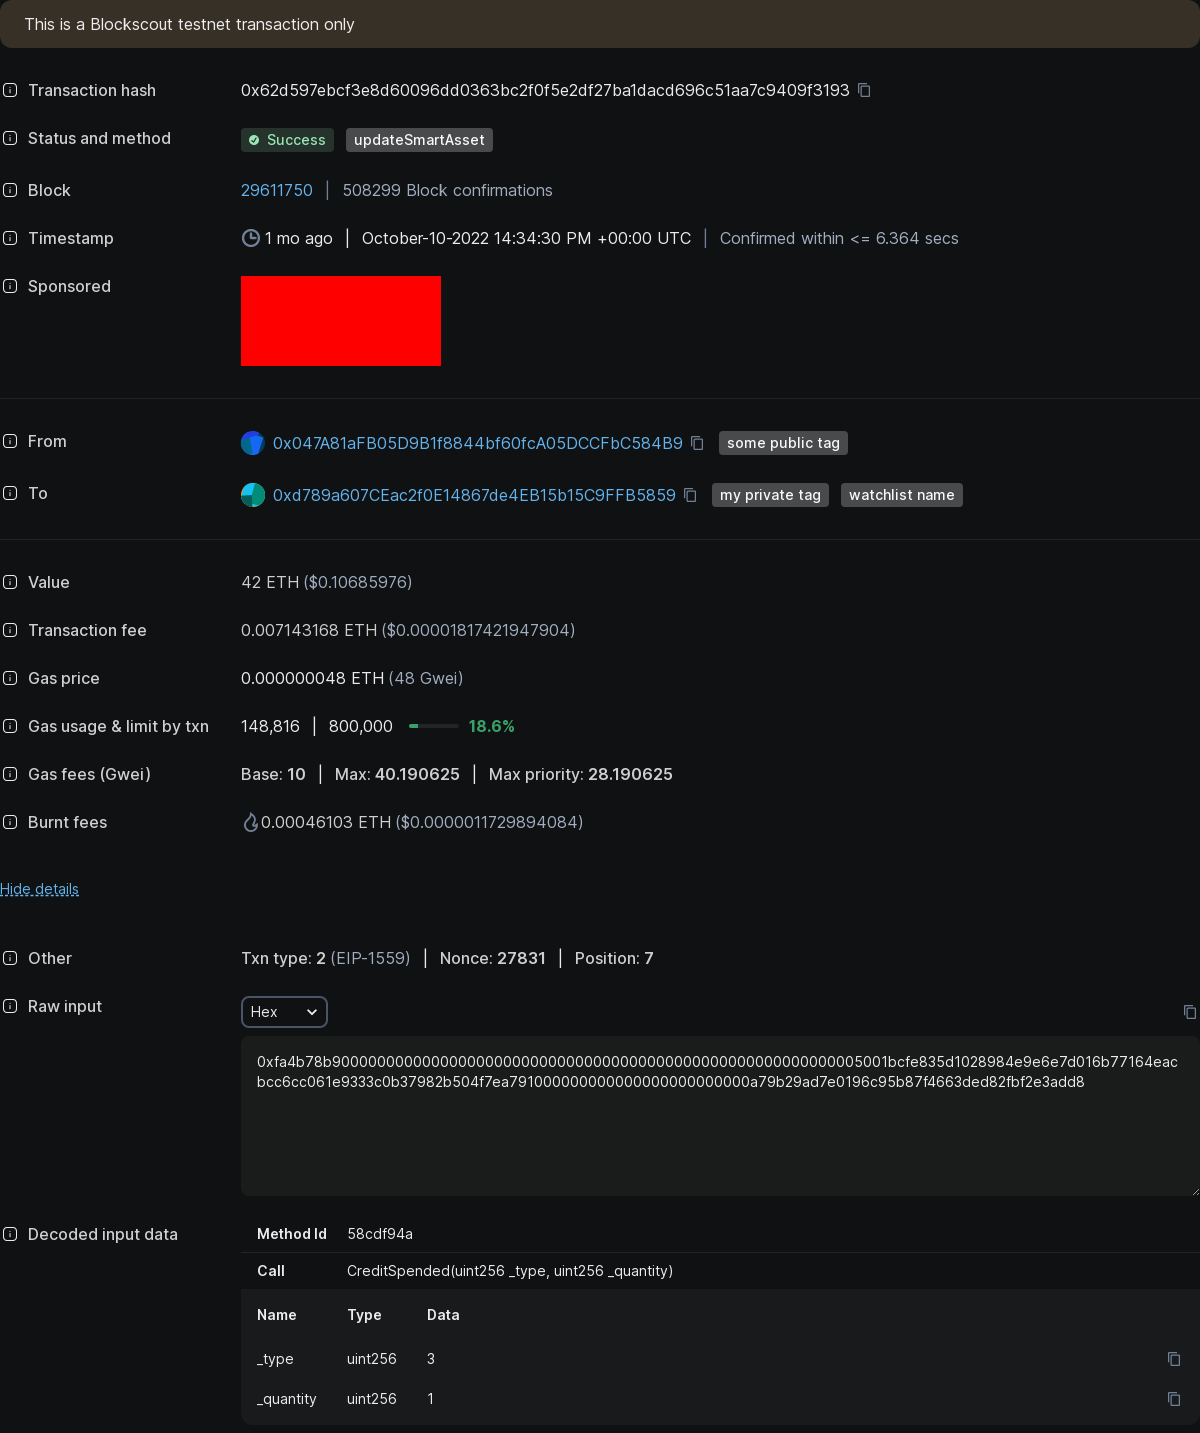 This is a Blockscout testnet transaction only
Transaction hash 0x62d597ebcf3e8d60096dd0363bc2f0f5e2df27ba1dacd696c51aa7c9409f3193
Status and method Success updateSmartAsset
Block 29611750 | 508299 Block confirmations
Timestamp 1 mo ago | October-10-2022 14:34:30 PM +00:00 UTC | Confirmed within <= 6.364 secs
Sponsored
From 0x047A81aFB05D9B1f8844bf60fcA05DCCFbC584B9 some public tag
To 0xd789a607CEac2f0E14867de4EB15b15C9FFB5859 my private tag watchlist name
Value 42 ETH ($0.10685976)
Transaction fee 0.007143168 ETH ($0.00001817421947904)
Gas price 0.000000048 ETH (48 Gwei)
Gas usage & limit by txn 148,816 | 800,000 18.6%
Gas fees (Gwei) Base: 10 | Max: 40.190625 | Max priority: 28.190625
Burnt fees 0.00046103 ETH ($0.0000011729894084)
Hide details
Other Txn type: 2 (EIP-1559) | Nonce: 27831 | Position: 7
Raw input Hex
0xfa4b78b90000000000000000000000000000000000000000000000000000000005001bcfe835d1028984e9e6e7d016b77164eac
bcc6cc061e9333c0b37982b504f7ea791000000000000000000000000a79b29ad7e0196c95b87f4663ded82fbf2e3add8
Decoded input data Method Id 58cdf94a
Call CreditSpended(uint256 _type, uint256 _quantity)
Name Type Data
_type uint256 3
_quantity uint256 1